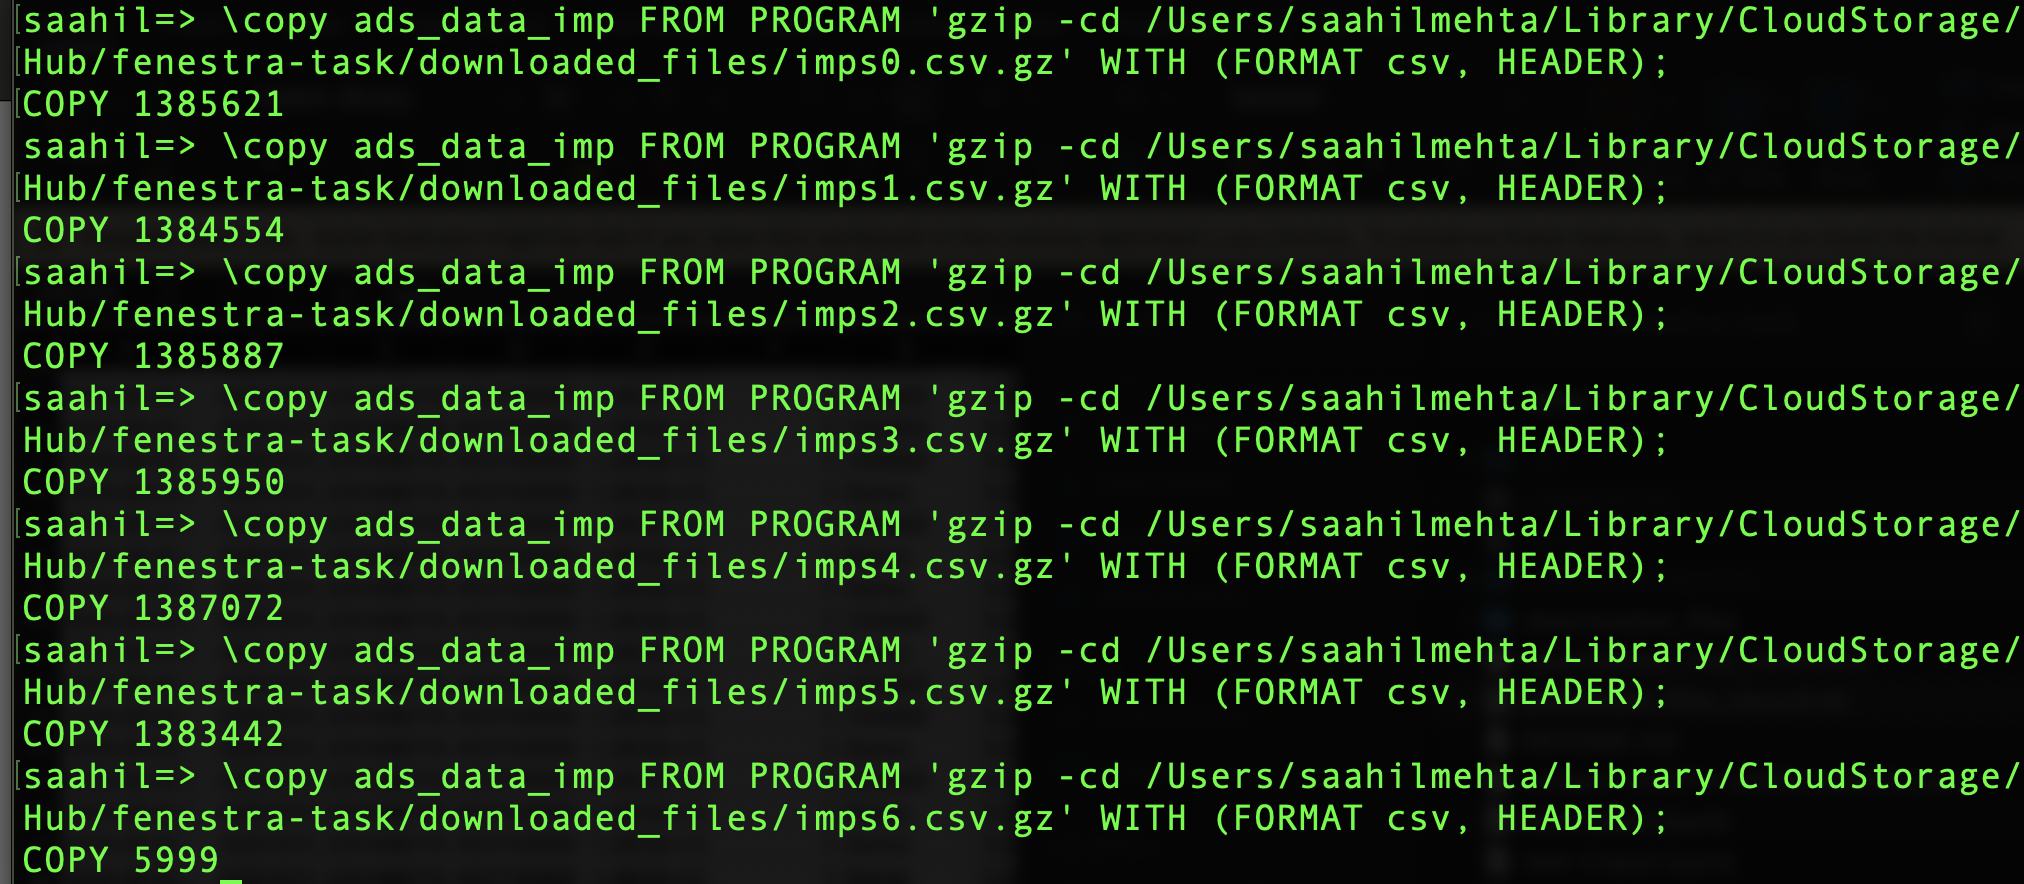 saahil=> \copy ads_data_imp FROM PROGRAM 'gzip -cd /Users/saahilmehta/Library/CloudStorage/
Hub/fenestra-task/downloaded_files/imps0.csv.gz' WITH (FORMAT csv, HEADER);
COPY 1385621
saahil=> \copy ads_data_imp FROM PROGRAM 'gzip -cd /Users/saahilmehta/Library/CloudStorage/
Hub/fenestra-task/downloaded_files/imps1.csv.gz' WITH (FORMAT csv, HEADER);
COPY 1384554
saahil=> \copy ads_data_imp FROM PROGRAM 'gzip -cd /Users/saahilmehta/Library/CloudStorage/
Hub/fenestra-task/downloaded_files/imps2.csv.gz' WITH (FORMAT csv, HEADER);
COPY 1385887
saahil=> \copy ads_data_imp FROM PROGRAM 'gzip -cd /Users/saahilmehta/Library/CloudStorage/
Hub/fenestra-task/downloaded_files/imps3.csv.gz' WITH (FORMAT csv, HEADER);
COPY 1385950
saahil=> \copy ads_data_imp FROM PROGRAM 'gzip -cd /Users/saahilmehta/Library/CloudStorage/
Hub/fenestra-task/downloaded_files/imps4.csv.gz' WITH (FORMAT csv, HEADER);
COPY 1387072
saahil=> \copy ads_data_imp FROM PROGRAM 'gzip -cd /Users/saahilmehta/Library/CloudStorage/
Hub/fenestra-task/downloaded_files/imps5.csv.gz' WITH (FORMAT csv, HEADER);
COPY 1383442
saahil=> \copy ads_data_imp FROM PROGRAM 'gzip -cd /Users/saahilmehta/Library/CloudStorage/
Hub/fenestra-task/downloaded_files/imps6.csv.gz' WITH (FORMAT csv, HEADER);
COPY 5999